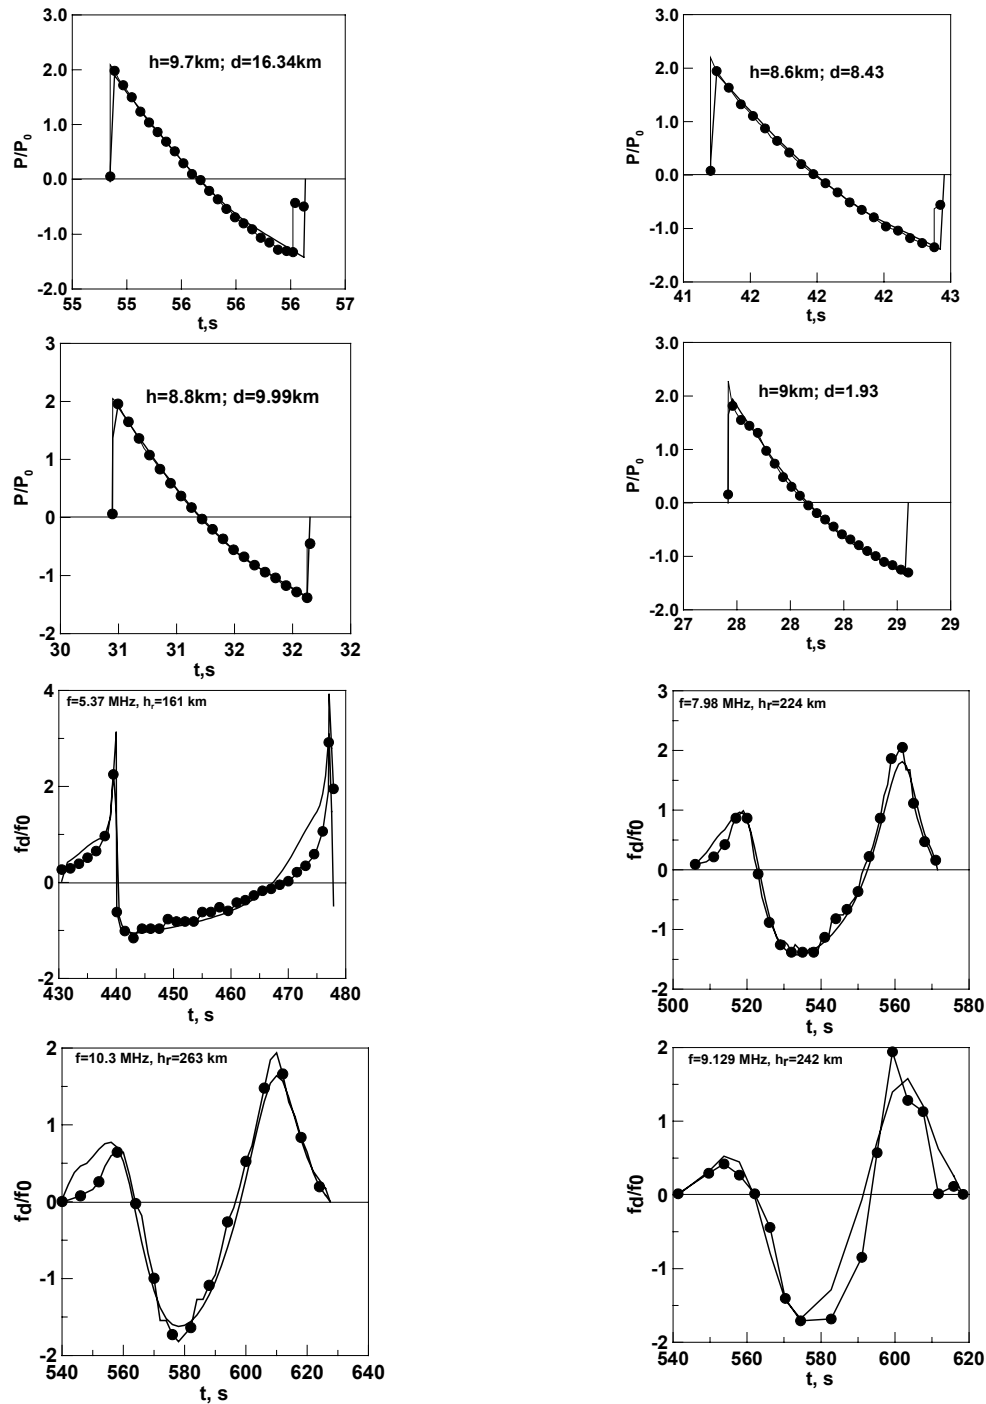 3.0
2.0
1.0
0.0
-1.0
-2.0
P/P0
h=9.7km; d=16.34km
55 55 56 56 56 57
t,s
3.0
2.0
1.0
0.0
-1.0
-2.0
P/P0
h=8.6km; d=8.43
41 42 42 42 43
t,s
3
2
1
0
-1
-2
P/P0
h=8.8km; d=9.99km
30 31 31 32 32 32
t,s
3.0
2.0
1.0
0.0
-1.0
-2.0
P/P0
h=9km; d=1.93
27 28 28 28 29 29
t,s
4
2
0
-2
fd/f0
f=5.37 MHz, hr=161 km
430 440 450 460 470 480
t, s
3
2
1
0
-1
-2
fd/f0
f=7.98 MHz, hr=224 km
500 520 540 560 580
t, s
2
1
0
-1
-2
fd/f0
f=10.3 MHz, hr=263 km
540 560 580 600 620 640
t, s
2
1
0
-1
-2
fd/f0
f=9.129 MHz, hr=242 km
540 560 580 600 620
t, s